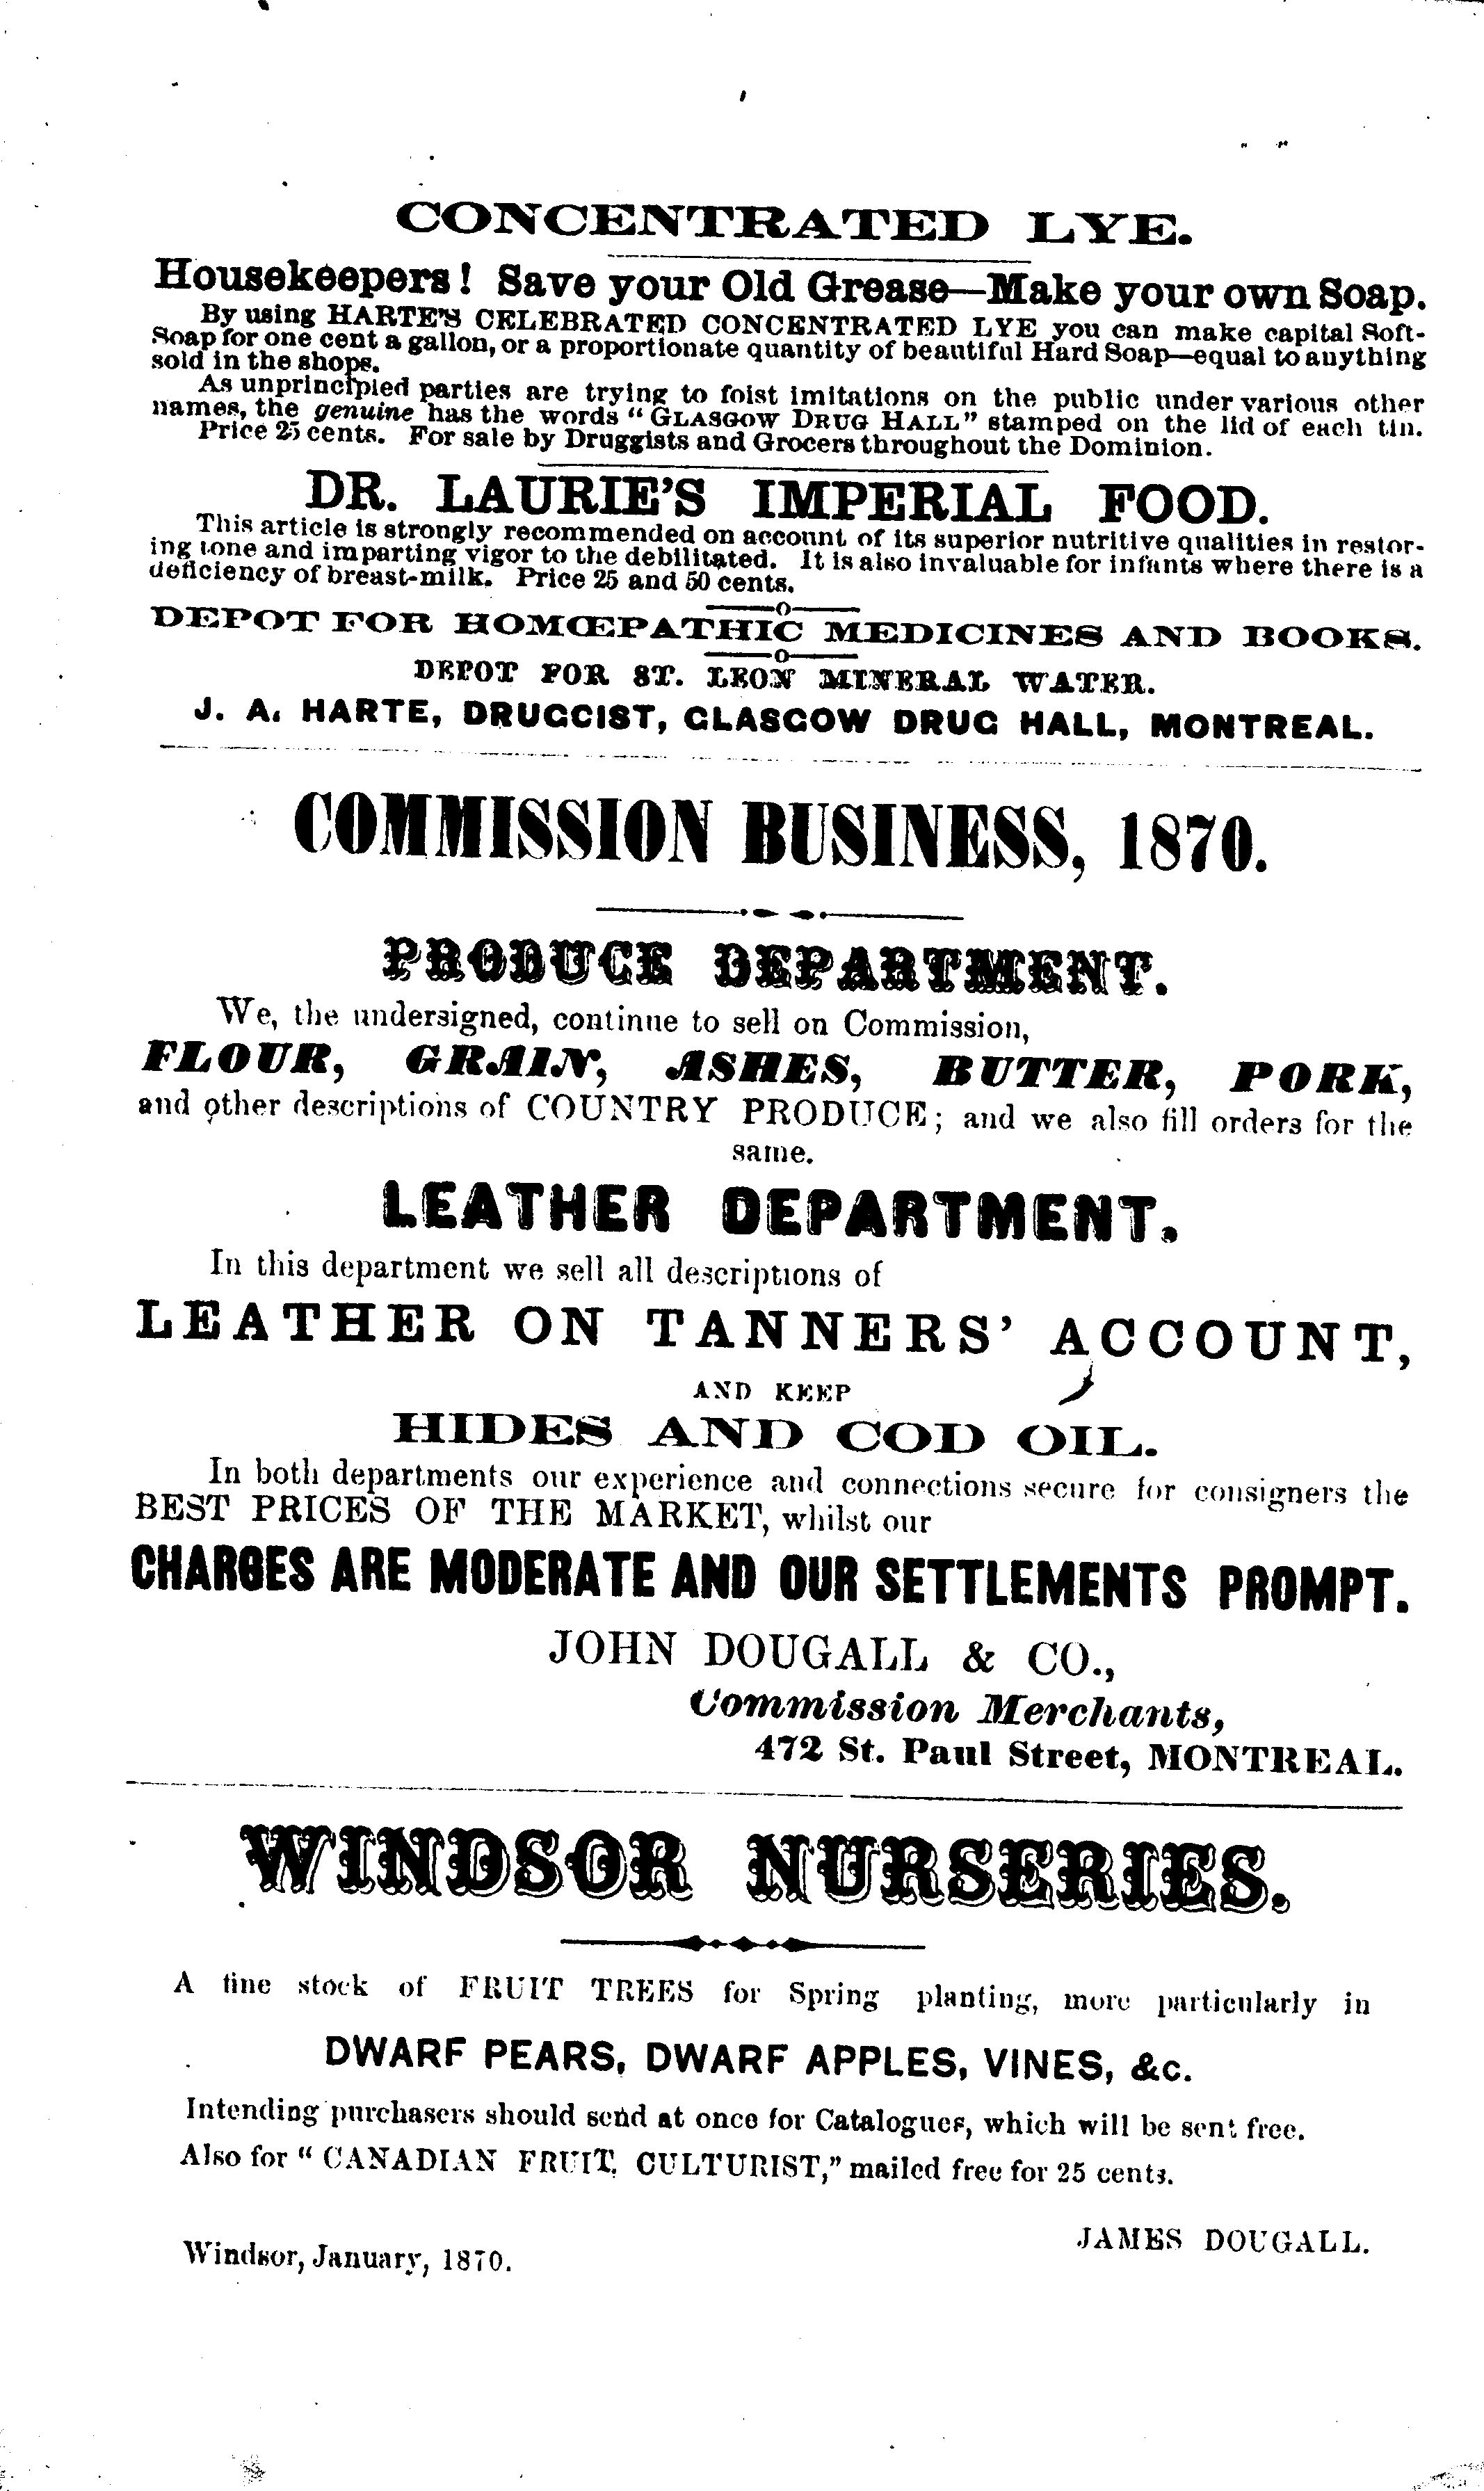 CONCENTRATED LYE.
Housekeepers! Save your Old Grease—Make your own Soap.
By using HARTE'S CELEBRATED CONCENTRATED LYE you can make capital Soft-
Soap for one cent a gallon, or a proportionate quantity of beautiful Hard Soap—equal to anything
sold in the shops.
As unprincipled parties are trying to foist imitations on the public under various other
names, the genuine has the words "GLASGOW DRUG HALL" stamped on the lid of each tin.
Price 25 cents. For sale by Druggists and Grocers throughout the Dominion.
DR. LAURIE'S IMPERIAL FOOD.
This article is strongly recommended on account of its superior nutritive qualities in restor-
ing tone and imparting vigor to the debilitated. It is also invaluable for infants where there is a
deficiency of breast-milk. Price 25 and 50 cents.
DEPOT FOR HOMŒPATHIC MEDICINES AND BOOKS.
DEPOT FOR ST. LEON MINERAL WATER.
J. A. HARTE, DRUGGIST, GLASGOW DRUG HALL, MONTREAL.
COMMISSION BUSINESS, 1870.
PRODUCE DEPARTMENT.
We, the undersigned, continue to sell on Commission,
FLOUR, GRAIN, ASHES, BUTTER, PORK,
and other descriptions of COUNTRY PRODUCE; and we also fill orders for the
same.
LEATHER DEPARTMENT.
In this department we sell all descriptions of
LEATHER ON TANNERS' ACCOUNT,
AND KEEP
HIDES AND COD OIL.
In both departments our experience and connections secure for consigners the
BEST PRICES OF THE MARKET, whilst our
CHARGES ARE MODERATE AND OUR SETTLEMENTS PROMPT.
JOHN DOUGALL & CO.,
Commission Merchants,
472 St. Paul Street, MONTREAL.
WINDSOR NURSERIES.
A fine stock of FRUIT TREES for Spring planting, more particularly in
DWARF PEARS, DWARF APPLES, VINES, &c.
Intending purchasers should send at once for Catalogues, which will be sent free.
Also for "CANADIAN FRUIT CULTURIST," mailed free for 25 cents.
JAMES DOUGALL.
Windsor, January, 1870.